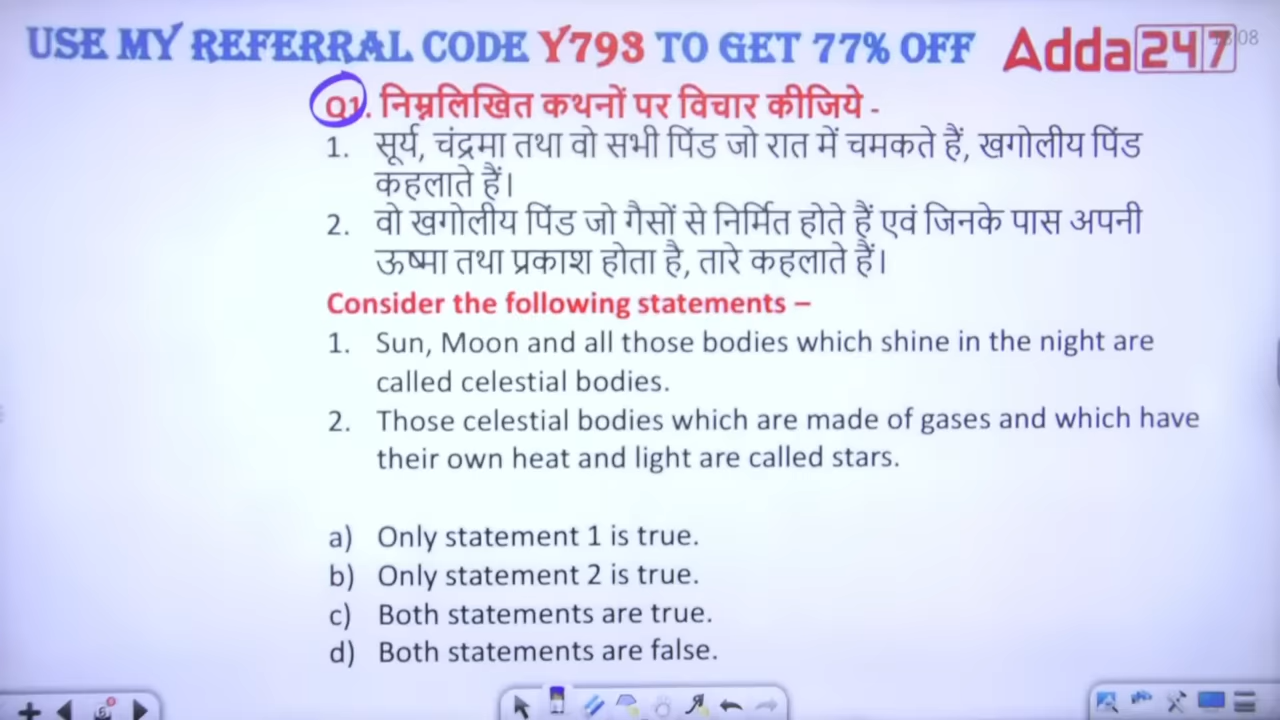 USE MY REFERRAL CODE Y793 TO GET 77% OFF
Adda247
Q1. निम्नलिखित कथनों पर विचार कीजिये -
1. सूर्य, चंद्रमा तथा वो सभी पिंड जो रात में चमकते हैं, खगोलीय पिंड
कहलाते हैं।
2. वो खगोलीय पिंड जो गैसों से निर्मित होते हैं एवं जिनके पास अपनी
ऊष्मा तथा प्रकाश होता है, तारे कहलाते हैं।
Consider the following statements –
1. Sun, Moon and all those bodies which shine in the night are
called celestial bodies.
2. Those celestial bodies which are made of gases and which have
their own heat and light are called stars.
a) Only statement 1 is true.
b) Only statement 2 is true.
c) Both statements are true.
d) Both statements are false.